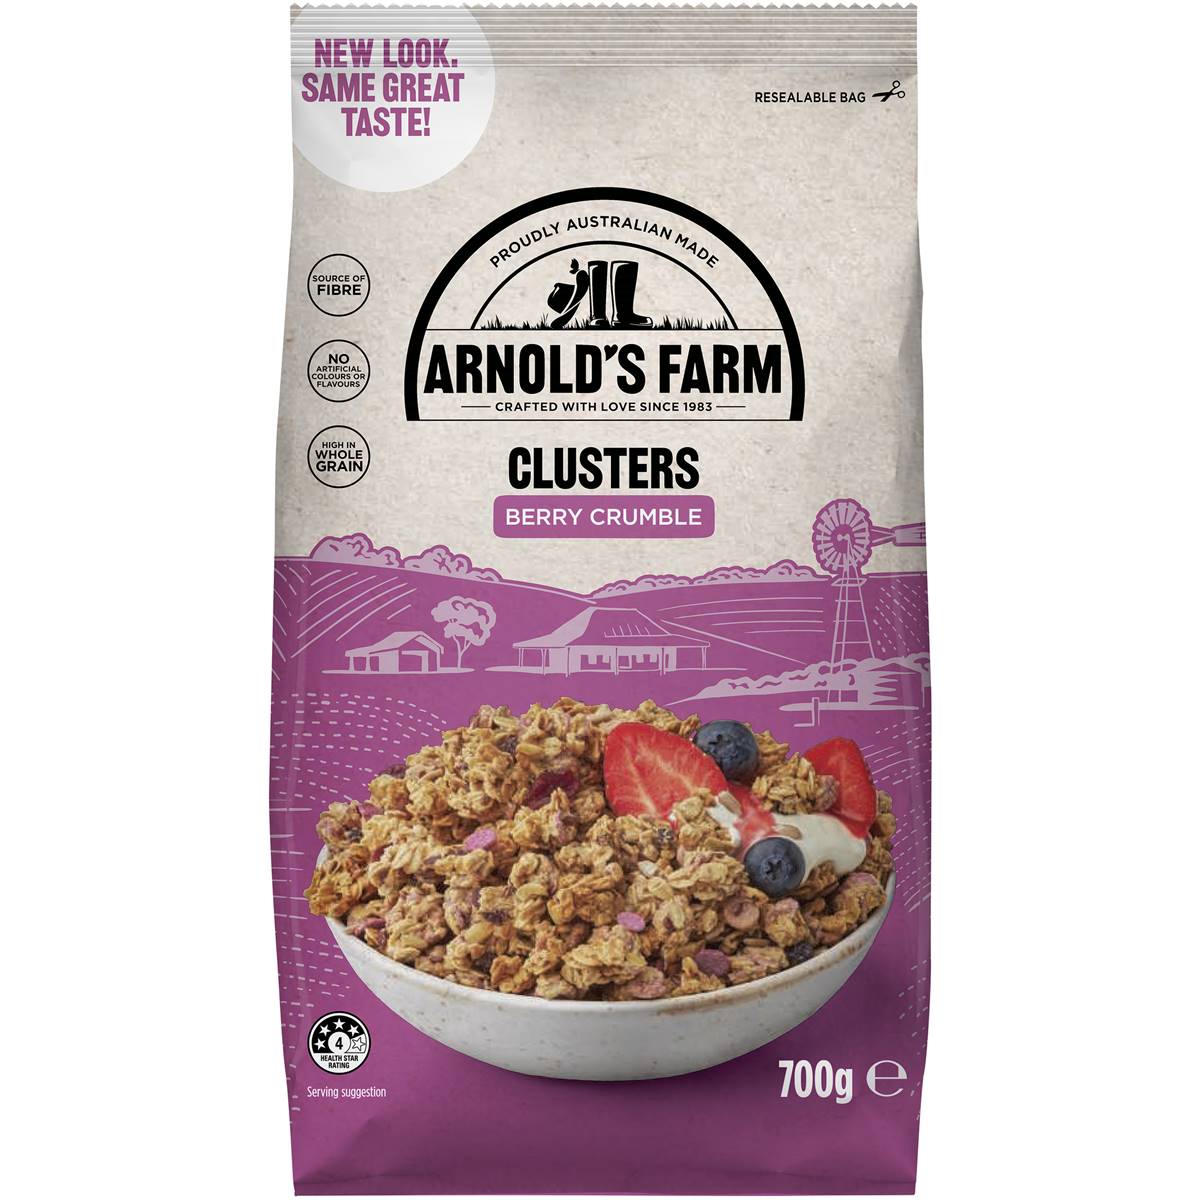 NEW LOOK.
SAME GREAT
TASTE!
RESEALABLE BAG
PROUDLY AUSTRALIAN MADE
ARNOLD'S FARM
CRAFTED WITH LOVE SINCE 1983
SOURCE OF
FIBRE
NO
ARTIFICIAL
COLOURS OR
FLAVOURS
HIGH IN
WHOLE
GRAIN
CLUSTERS
BERRY CRUMBLE
4
HEALTH STAR
RATING
Serving suggestion
700g ℮